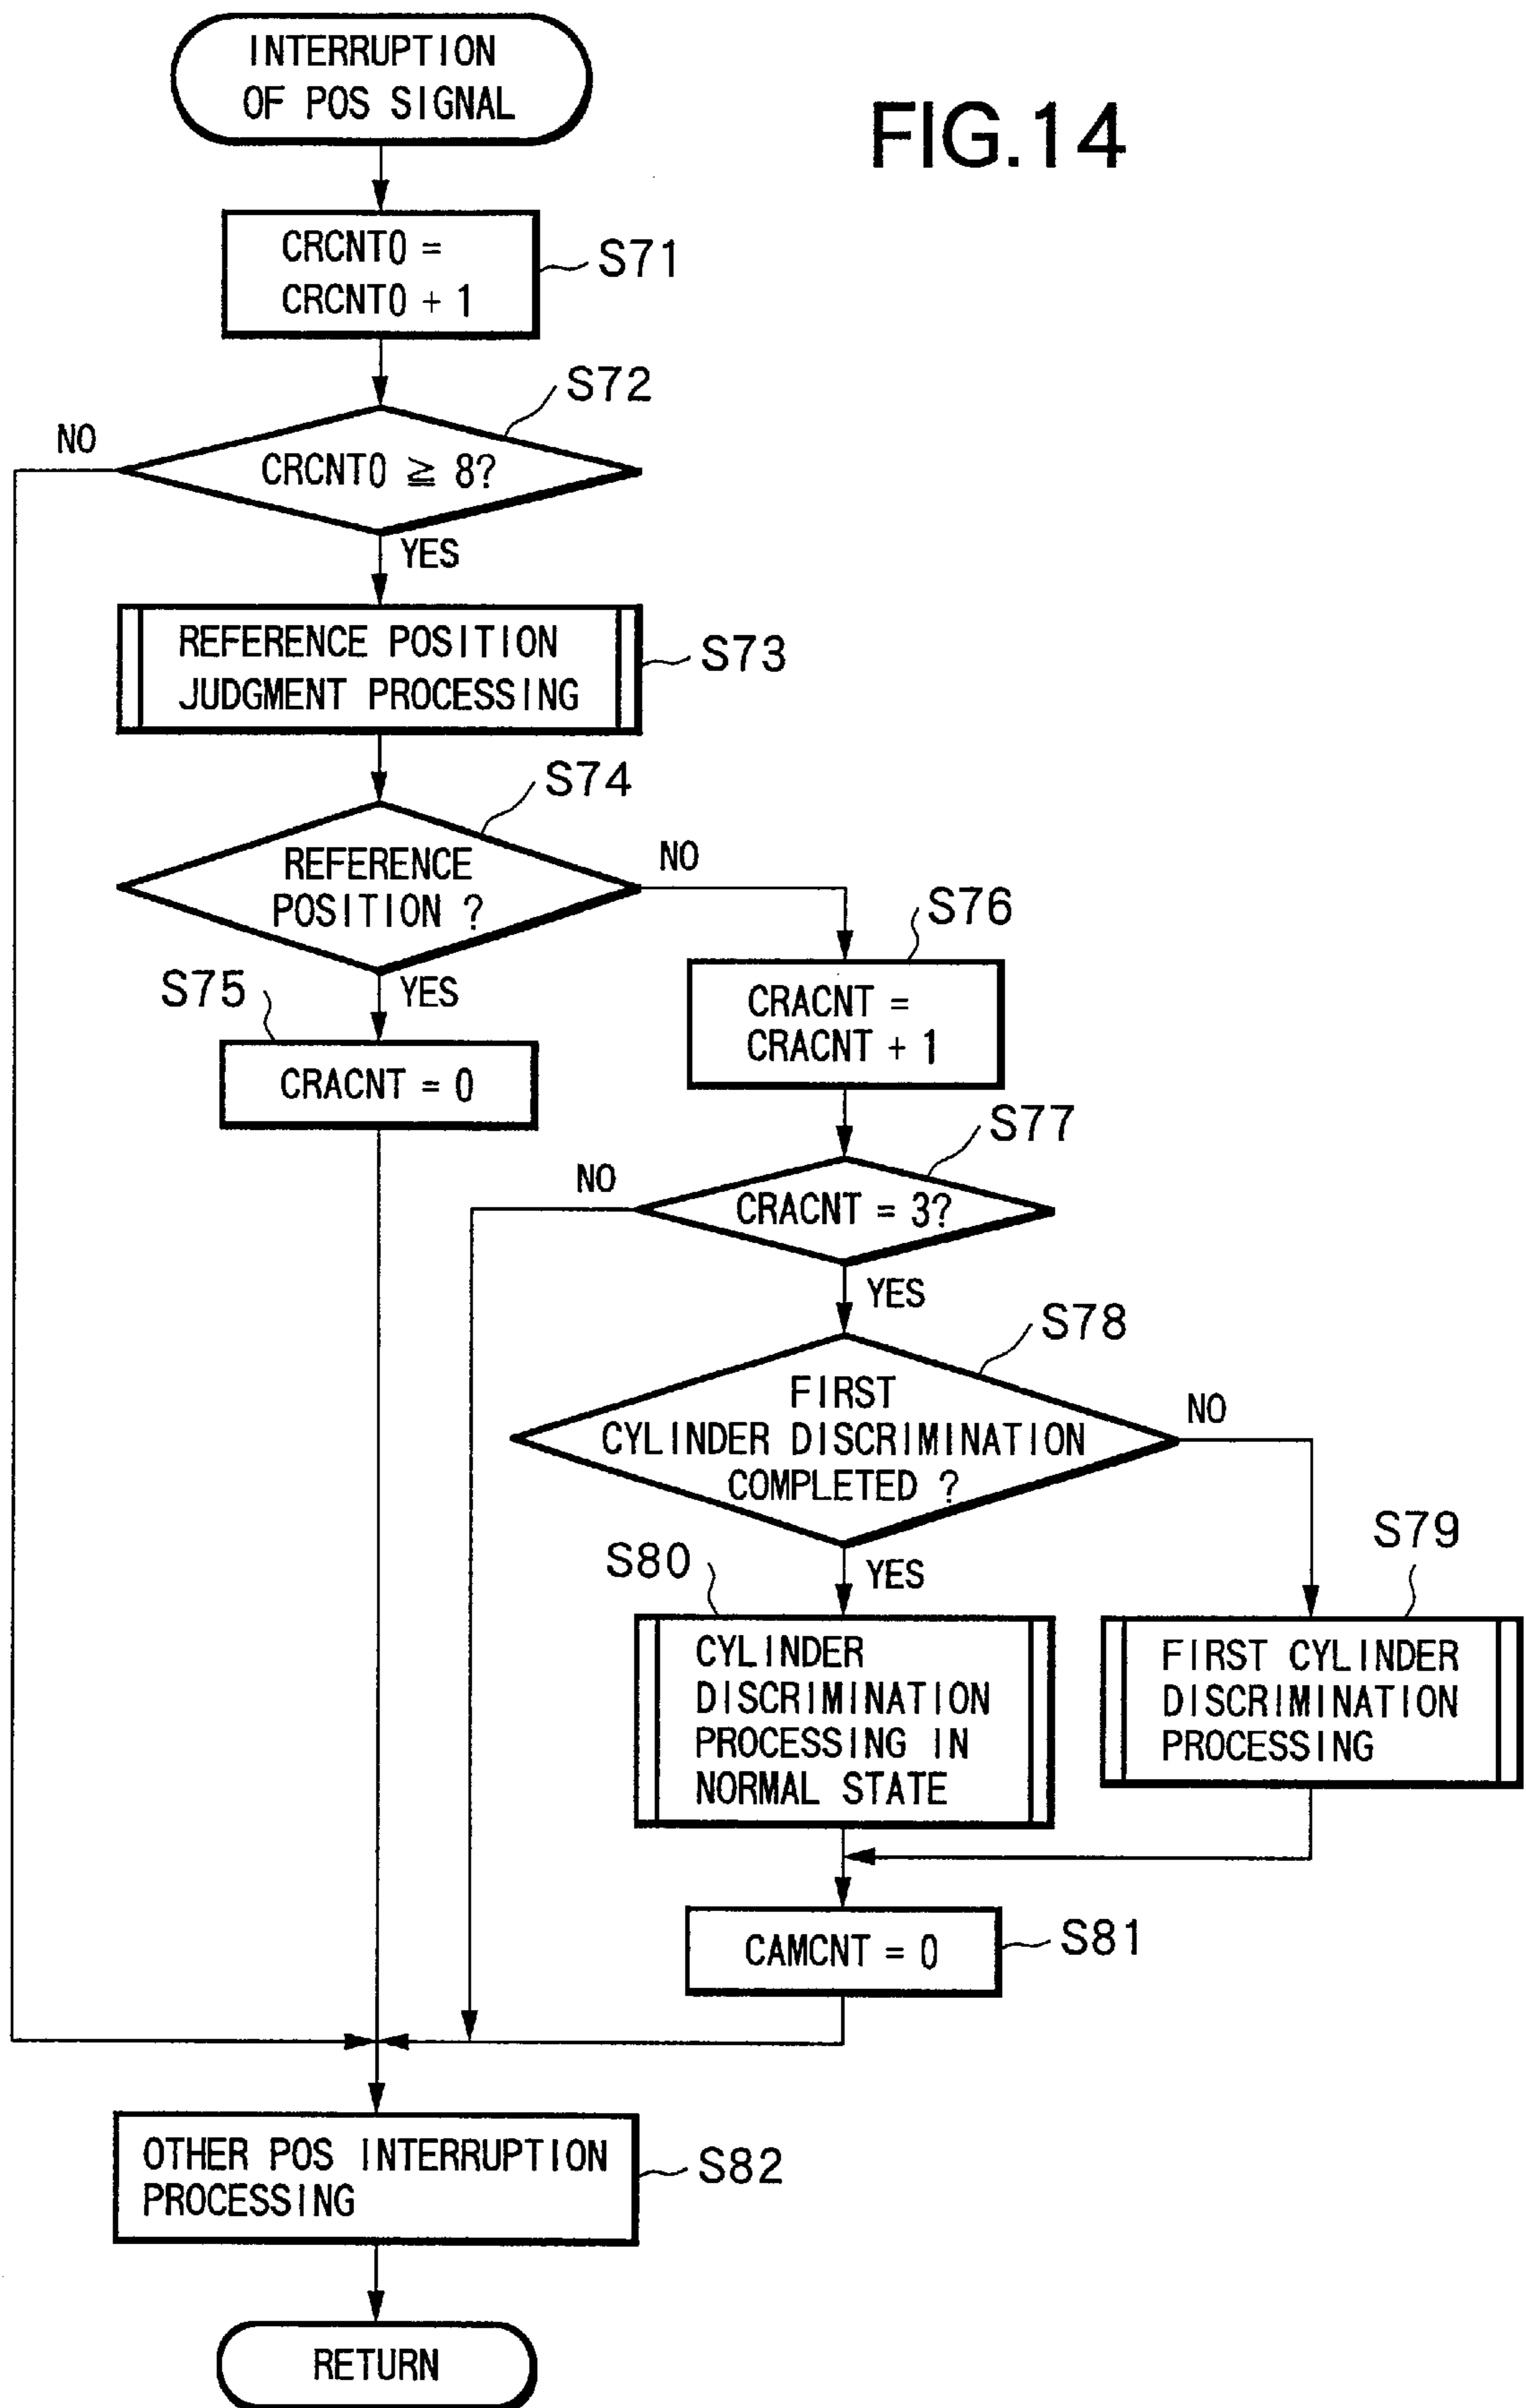 INTERRUPTION
OF POS SIGNAL
FIG.14
CRCNT0 =
CRCNT0 + 1
S71
S72
NO
CRCNT0 ≧ 8?
YES
REFERENCE POSITION
JUDGMENT PROCESSING
S73
S74
REFERENCE
POSITION ?
NO
YES
S75
CRACNT = 0
S76
CRACNT =
CRACNT + 1
S77
NO
CRACNT = 3?
YES
S78
FIRST
CYLINDER DISCRIMINATION
COMPLETED ?
NO
YES
S80
CYLINDER
DISCRIMINATION
PROCESSING IN
NORMAL STATE
S79
FIRST CYLINDER
DISCRIMINATION
PROCESSING
CAMCNT = 0
S81
OTHER POS INTERRUPTION
PROCESSING
S82
RETURN